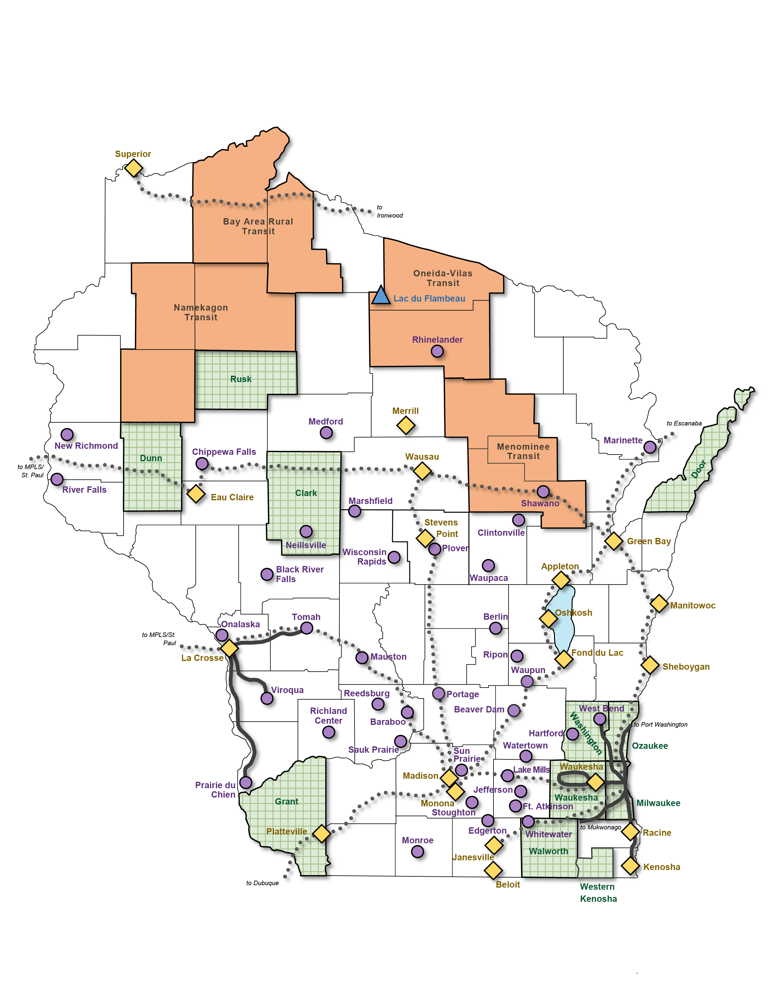 Superior
to
Ironwood
Bay Area Rural
Transit
Oneida-Vilas
Transit
Lac du Flambeau
Namekagon
Transit
Rhinelander
Rusk
Merrill
Medford
to Escanaba
Marinette
New Richmond
Chippewa Falls
Dunn
Menominee
Transit
Wausau
to MPLS/
St. Paul
Door
River Falls
Eau Claire
Clark
Marshfield
Shawano
Stevens
Point
Clintonville
Neillsville
Plover
Green Bay
Wisconsin
Rapids
Black River
Falls
Waupaca
Appleton
Manitowoc
Oshkosh
Berlin
Tomah
Onalaska
to MPLS/St.
Paul
La Crosse
Mauston
Ripon
Fond du Lac
Sheboygan
Waupun
Viroqua
Reedsburg
Portage
Richland
Center
Beaver Dam
West Bend
Baraboo
to Port Washington
Washington
Hartford
Sauk Prairie
Sun
Prairie
Watertown
Ozaukee
Waukesha
Lake Mills
Madison
Prairie du
Chien
Jefferson
Grant
Monona
Waukesha
Milwaukee
Ft. Atkinson
Stoughton
Platteville
Edgerton
Whitewater
to Mukwonago
Racine
Monroe
Walworth
Janesville
Kenosha
to Dubuque
Beloit
Western
Kenosha